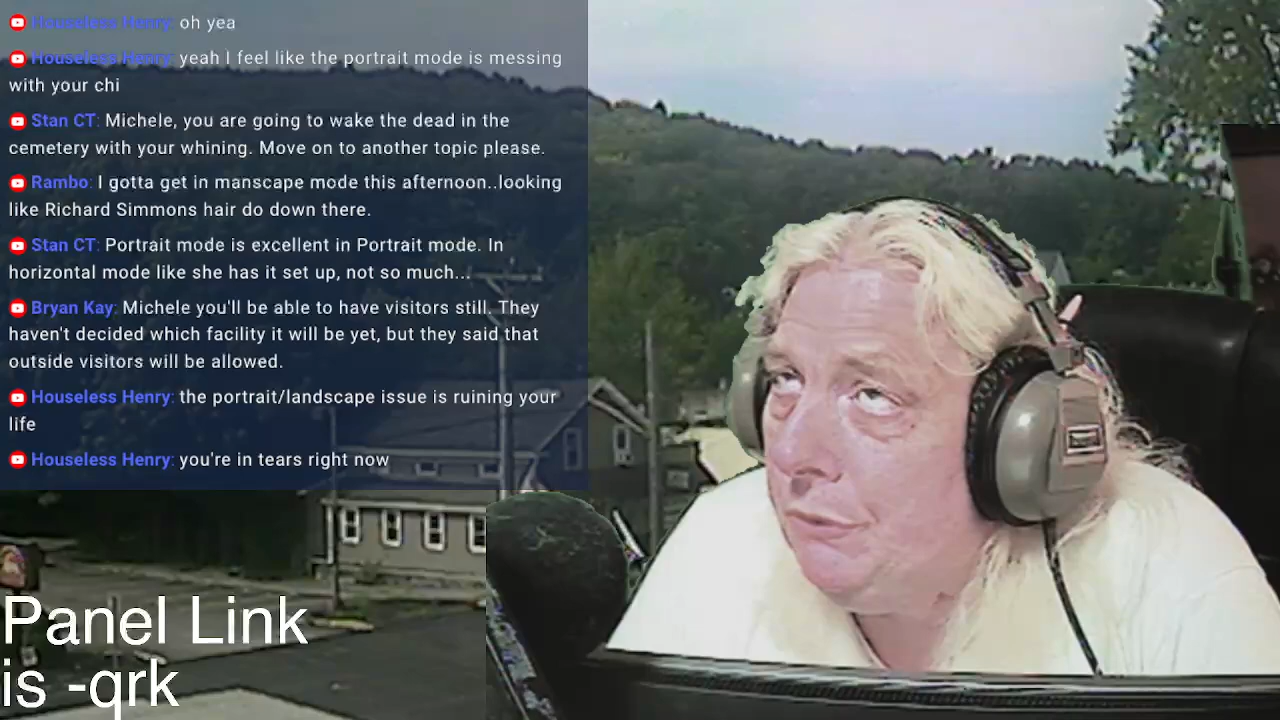 Houseless Henry: oh yea
Houseless Henry: yeah I feel like the portrait mode is messing
with your chi
Stan CT: Michele, you are going to wake the dead in the
cemetery with your whining. Move on to another topic please.
Rambo: I gotta get in manscape mode this afternoon..looking
like Richard Simmons hair do down there.
Stan CT: Portrait mode is excellent in Portrait mode. In
horizontal mode like she has it set up, not so much...
Bryan Kay: Michele you'll be able to have visitors still. They
haven't decided which facility it will be yet, but they said that
outside visitors will be allowed.
Houseless Henry: the portrait/landscape issue is ruining your
life
Houseless Henry: you're in tears right now
Panel Link
is -qrk